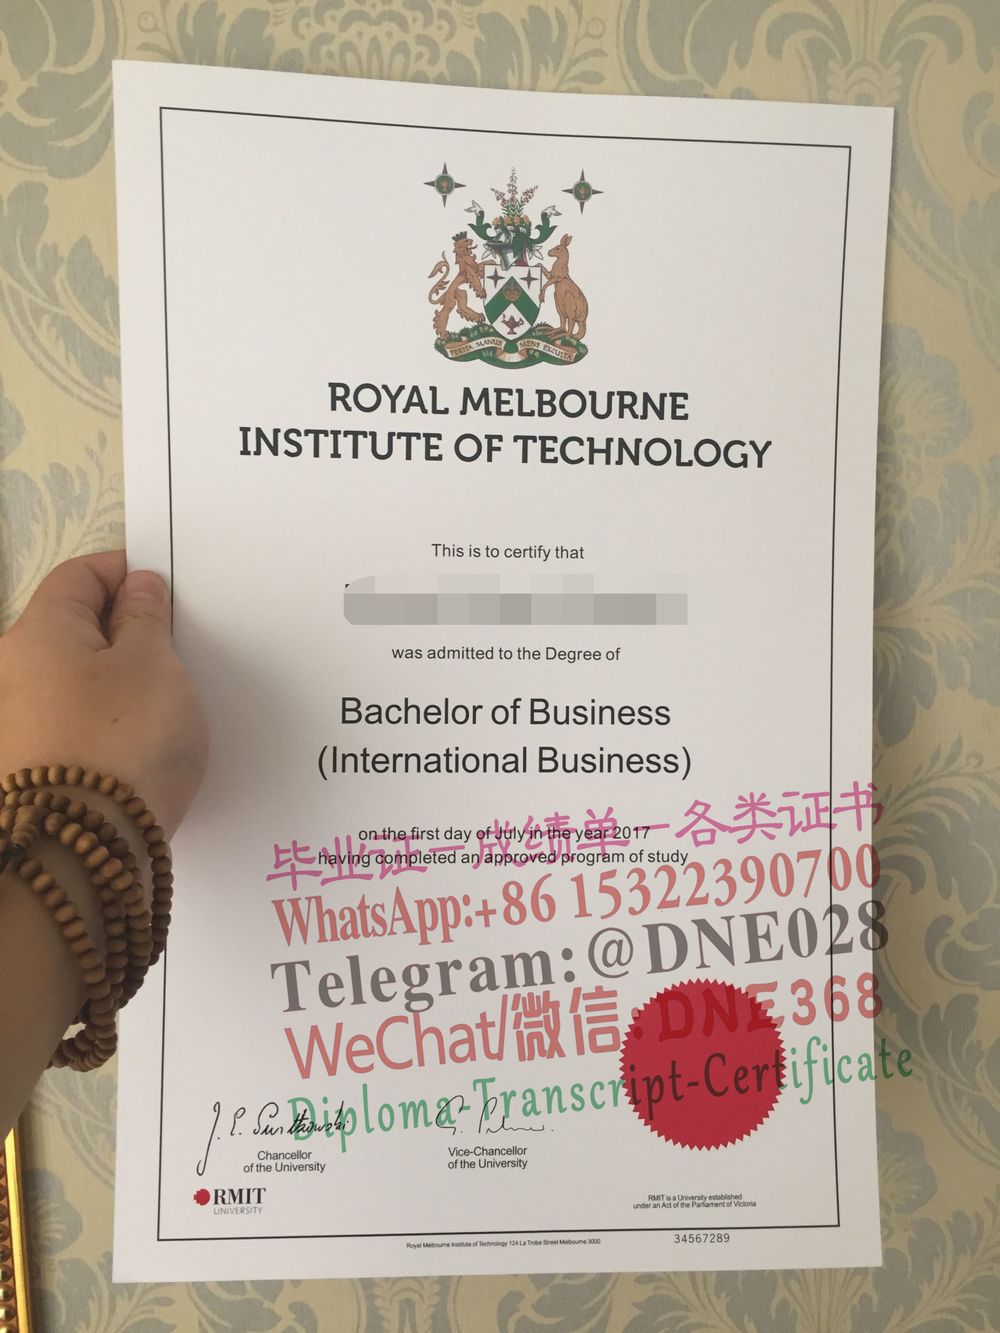 PERITA MANUS MENS EXCULTA
ROYAL MELBOURNE
INSTITUTE OF TECHNOLOGY
This is to certify that
was admitted to the Degree of
Bachelor of Business
(International Business)
on the first day of July in the year 2017
having completed an approved program of study
毕业证—成绩单—各类证书
WhatsApp:+86 15322390700
Telegram:@DNE028
WeChat/微信:DNE368
Diploma-Transcript-Certificate
Chancellor
of the University
Vice-Chancellor
of the University
RMIT
UNIVERSITY
RMIT is a University established
under an Act of the Parliament of Victoria
Royal Melbourne Institute of Technology 124 La Trobe Street Melbourne 3000
34567289